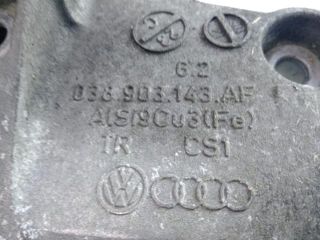 6.2
038.903.143.AF
AlSi9Cu3(Fe)
1R CS1